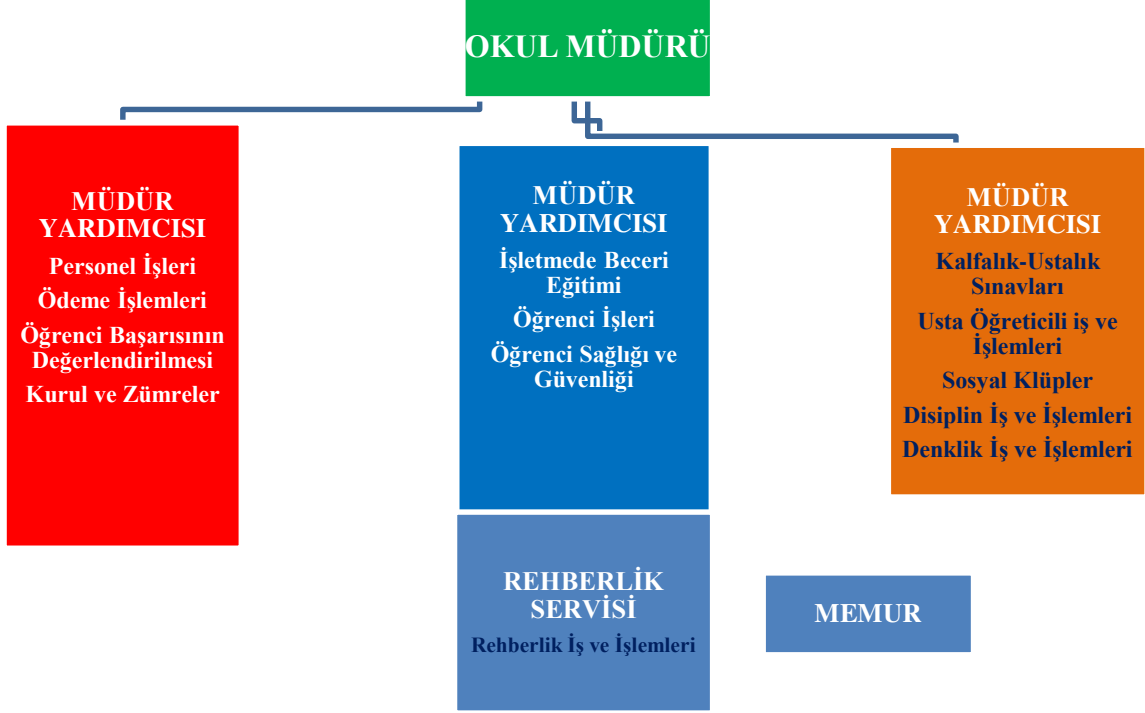 OKUL MÜDÜRÜ
MÜDÜR
YARDIMCISI
Personel İşleri
Ödeme İşlemleri
Öğrenci Başarısının
Değerlendirilmesi
Kurul ve Zümreler
MÜDÜR
YARDIMCISI
İşletmede Beceri
Eğitimi
Öğrenci İşleri
Öğrenci Sağlığı ve
Güvenliği
MÜDÜR
YARDIMCISI
Kalfalık-Ustalık
Sınavları
Usta Öğreticili iş ve
İşlemleri
Sosyal Klüpler
Disiplin İş ve İşlemleri
Denklik İş ve İşlemleri
REHBERLİK
SERVİSİ
Rehberlik İş ve İşlemleri
MEMUR